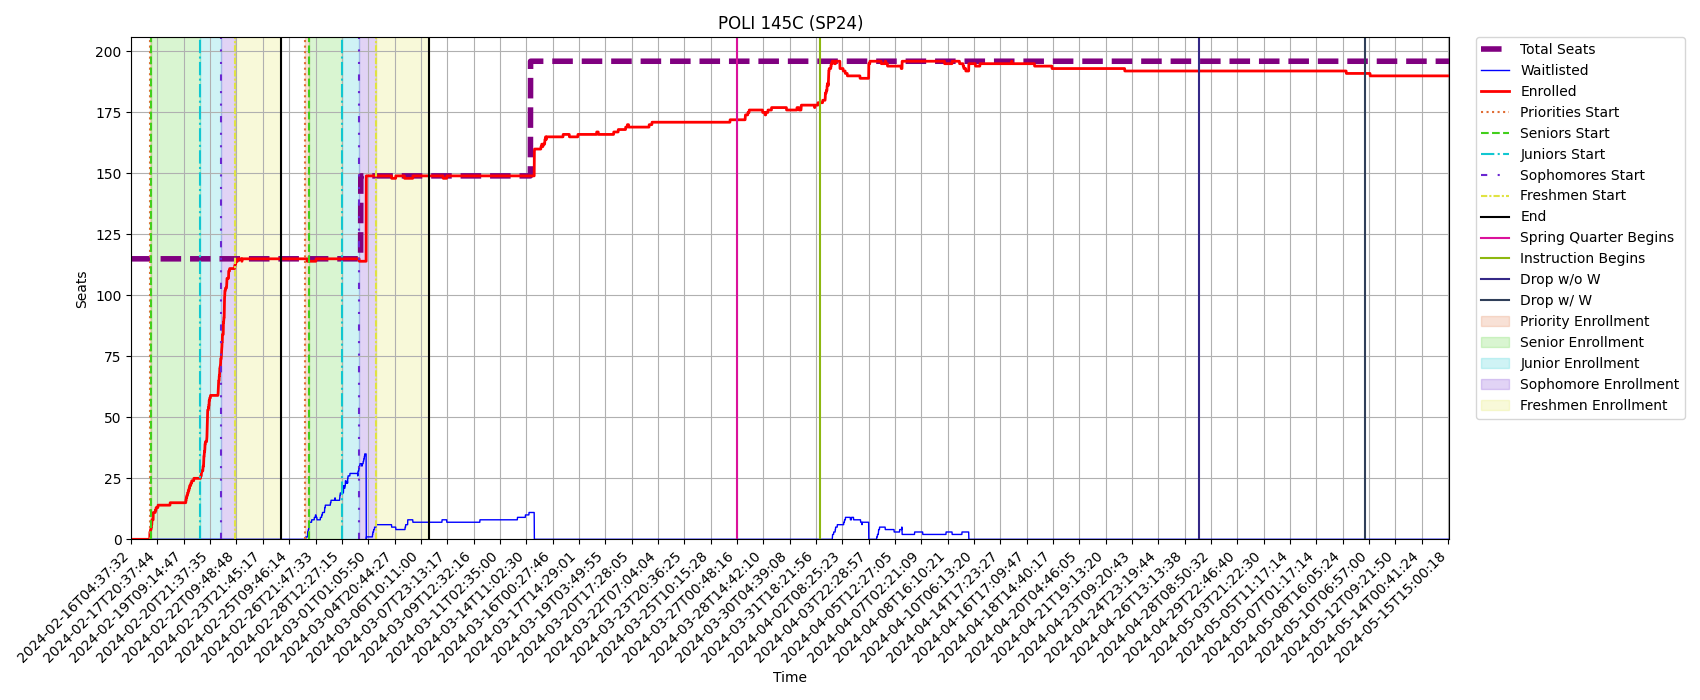 POLI 145C (SP24)
200
175
150
125
100
75
50
25
0
Seats
2024-02-16T04:37:32
2024-02-17T20:37:44
2024-02-19T09:14:47
2024-02-20T21:37:35
2024-02-22T09:48:48
2024-02-23T21:45:17
2024-02-25T09:46:14
2024-02-26T21:47:33
2024-02-28T12:27:15
2024-03-01T01:05:50
2024-03-04T20:44:27
2024-03-06T10:11:00
2024-03-07T23:13:17
2024-03-09T12:32:16
2024-03-11T02:35:00
2024-03-14T11:02:30
2024-03-16T00:27:46
2024-03-17T14:29:01
2024-03-19T03:49:55
2024-03-20T17:28:05
2024-03-22T07:04:04
2024-03-23T20:36:25
2024-03-25T10:15:28
2024-03-27T00:48:16
2024-03-28T14:42:10
2024-03-30T04:39:08
2024-03-31T18:21:56
2024-04-02T08:25:23
2024-04-03T22:28:57
2024-04-05T12:27:05
2024-04-07T02:21:09
2024-04-08T16:10:21
2024-04-10T06:13:20
2024-04-14T17:23:27
2024-04-16T17:09:47
2024-04-18T14:40:17
2024-04-20T04:46:05
2024-04-21T19:13:20
2024-04-23T09:20:43
2024-04-24T23:19:44
2024-04-26T13:13:38
2024-04-28T08:50:32
2024-04-29T22:46:40
2024-05-03T21:22:30
2024-05-05T11:17:14
2024-05-07T01:17:14
2024-05-08T16:05:24
2024-05-10T06:57:00
2024-05-12T09:21:50
2024-05-14T00:41:24
2024-05-15T15:00:18
Time
Total Seats
Waitlisted
Enrolled
Priorities Start
Seniors Start
Juniors Start
Sophomores Start
Freshmen Start
End
Spring Quarter Begins
Instruction Begins
Drop w/o W
Drop w/ W
Priority Enrollment
Senior Enrollment
Junior Enrollment
Sophomore Enrollment
Freshmen Enrollment